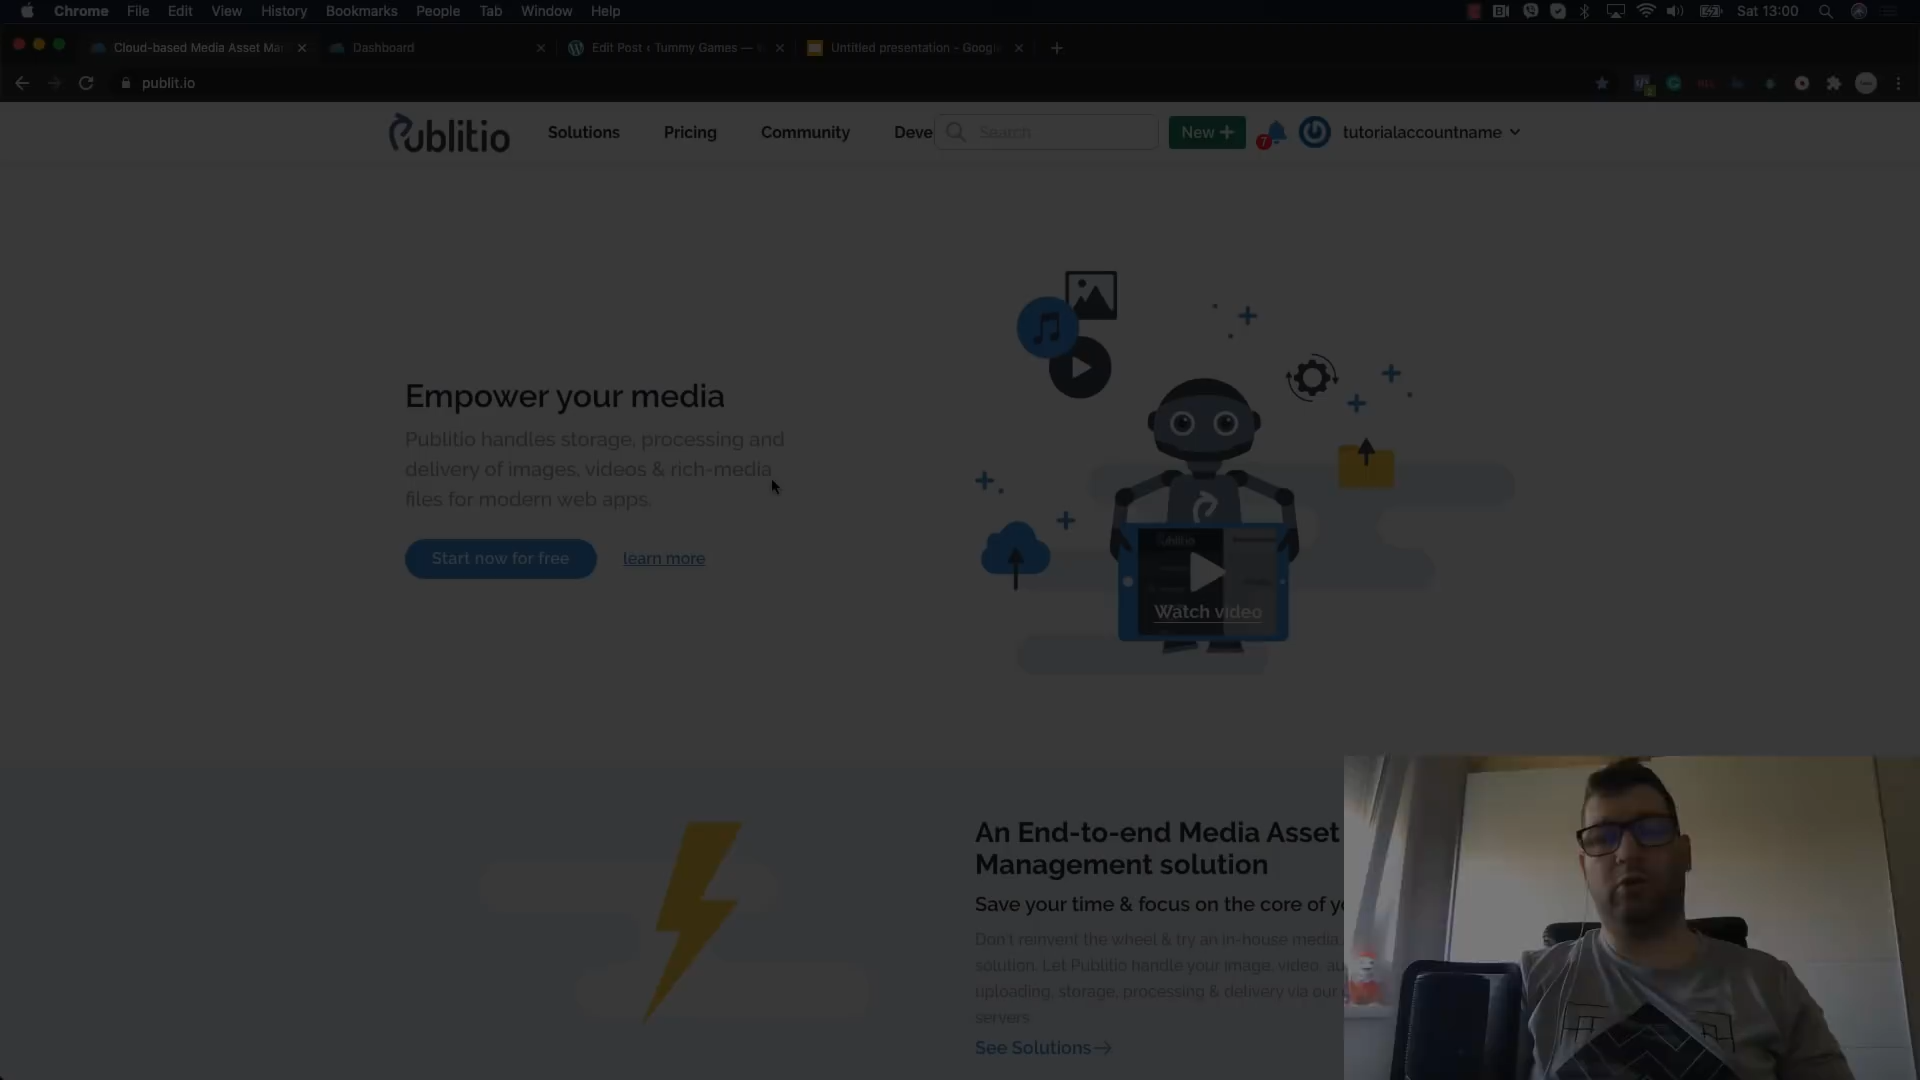 Chrome File Edit View History Bookmarks People Tab Window Help Sat 13:00
Cloud-based Media Asset Mar Dashboard Edit Post ‹ Tummy Games — Untitled presentation - Google
publit.io
Publitio Solutions Pricing Community Deve Search New + 7 tutorialaccountname
Empower your media
Publitio handles storage, processing and
delivery of images, videos & rich-media
files for modern web apps.
Start now for free learn more
Publitio
Watch video
An End-to-end Media Asset
Management solution
Save your time & focus on the core of yo
Don't reinvent the wheel & try an in-house media
solution. Let Publitio handle your image, video, au
uploading, storage, processing & delivery via our
servers
See Solutions